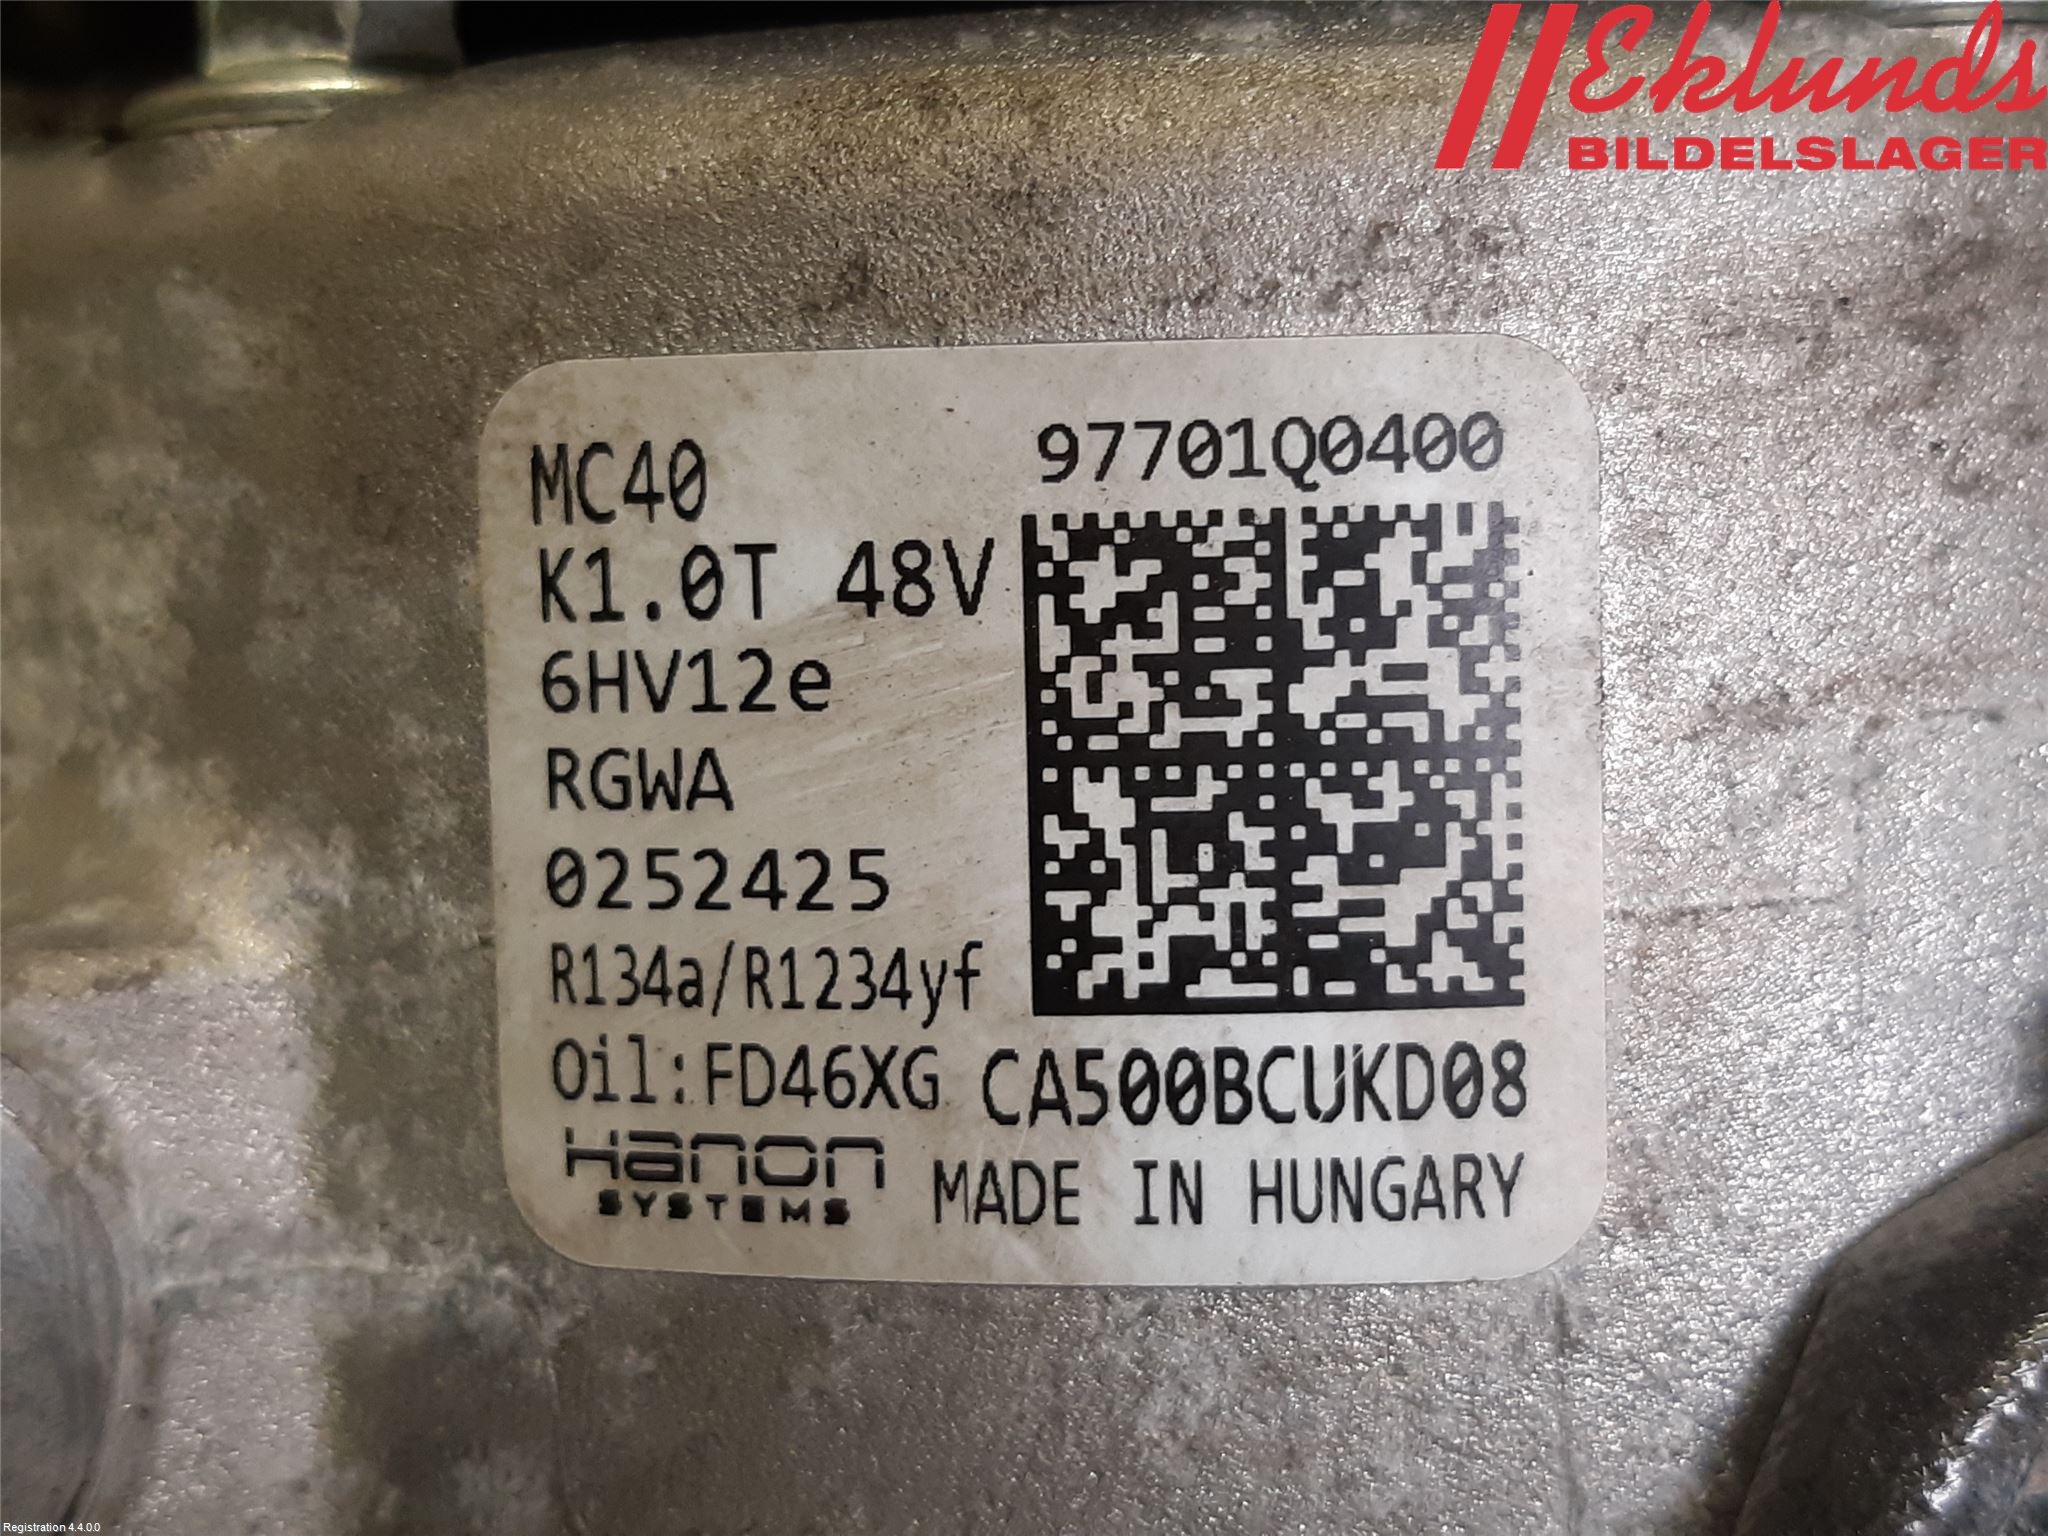 Eklunds
BILDELSLAGER
MC40
97701Q0400
K1.0T 48V
6HV12e
RGWA
0252425
R134a/R1234yf
Oil:FD46XG
CA500BCUKD08
Hanon
SYSTEMS
MADE IN HUNGARY
Registration 4.4.0.0